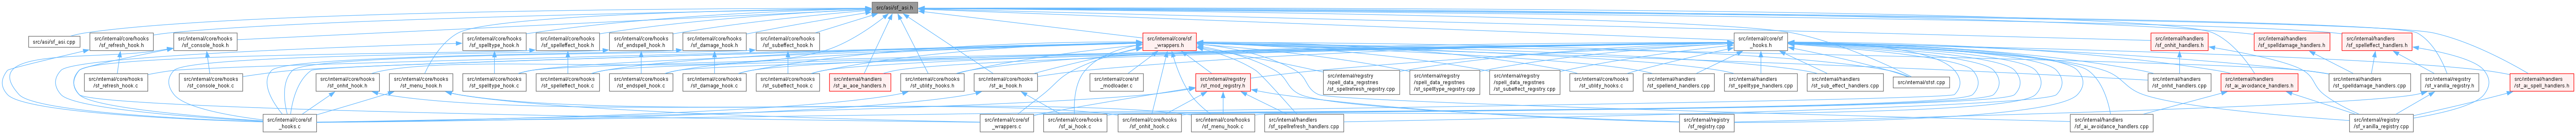 src/asi/sf_asi.h
src/asi/sf_asi.cpp
src/internal/core/hooks
/sf_refresh_hook.h
src/internal/core/hooks
/sf_console_hook.h
src/internal/core/hooks
/sf_spelltype_hook.h
src/internal/core/hooks
/sf_spelleffect_hook.h
src/internal/core/hooks
/sf_endspell_hook.h
src/internal/core/hooks
/sf_damage_hook.h
src/internal/core/hooks
/sf_subeffect_hook.h
src/internal/core/sf
_wrappers.h
src/internal/core/sf
_hooks.h
src/internal/handlers
/sf_onhit_handlers.h
src/internal/handlers
/sf_spelldamage_handlers.h
src/internal/handlers
/sf_spelleffect_handlers.h
src/internal/core/hooks
/sf_refresh_hook.c
src/internal/core/hooks
/sf_console_hook.c
src/internal/core/hooks
/sf_onhit_hook.h
src/internal/core/hooks
/sf_menu_hook.h
src/internal/core/hooks
/sf_spelltype_hook.c
src/internal/core/hooks
/sf_spelleffect_hook.c
src/internal/core/hooks
/sf_endspell_hook.c
src/internal/core/hooks
/sf_damage_hook.c
src/internal/core/hooks
/sf_subeffect_hook.c
src/internal/handlers
/sf_ai_aoe_handlers.h
src/internal/core/hooks
/sf_utility_hooks.h
src/internal/core/hooks
/sf_ai_hook.h
src/internal/core/sf
_modloader.c
src/internal/registry
/sf_mod_registry.h
src/internal/registry
/spell_data_registries
/sf_spellrefresh_registry.cpp
src/internal/registry
/spell_data_registries
/sf_spelltype_registry.cpp
src/internal/registry
/spell_data_registries
/sf_subeffect_registry.cpp
src/internal/core/hooks
/sf_utility_hooks.c
src/internal/handlers
/sf_spellend_handlers.cpp
src/internal/handlers
/sf_spelltype_handlers.cpp
src/internal/handlers
/sf_sub_effect_handlers.cpp
src/internal/sfsf.cpp
src/internal/handlers
/sf_onhit_handlers.cpp
src/internal/handlers
/sf_ai_avoidance_handlers.h
src/internal/handlers
/sf_spelldamage_handlers.cpp
src/internal/registry
/sf_vanilla_registry.h
src/internal/handlers
/sf_ai_spell_handlers.h
src/internal/core/sf
_hooks.c
src/internal/core/sf
_wrappers.c
src/internal/core/hooks
/sf_ai_hook.c
src/internal/core/hooks
/sf_onhit_hook.c
src/internal/core/hooks
/sf_menu_hook.c
src/internal/handlers
/sf_spellrefresh_handlers.cpp
src/internal/registry
/sf_registry.cpp
src/internal/handlers
/sf_ai_avoidance_handlers.cpp
src/internal/registry
/sf_vanilla_registry.cpp